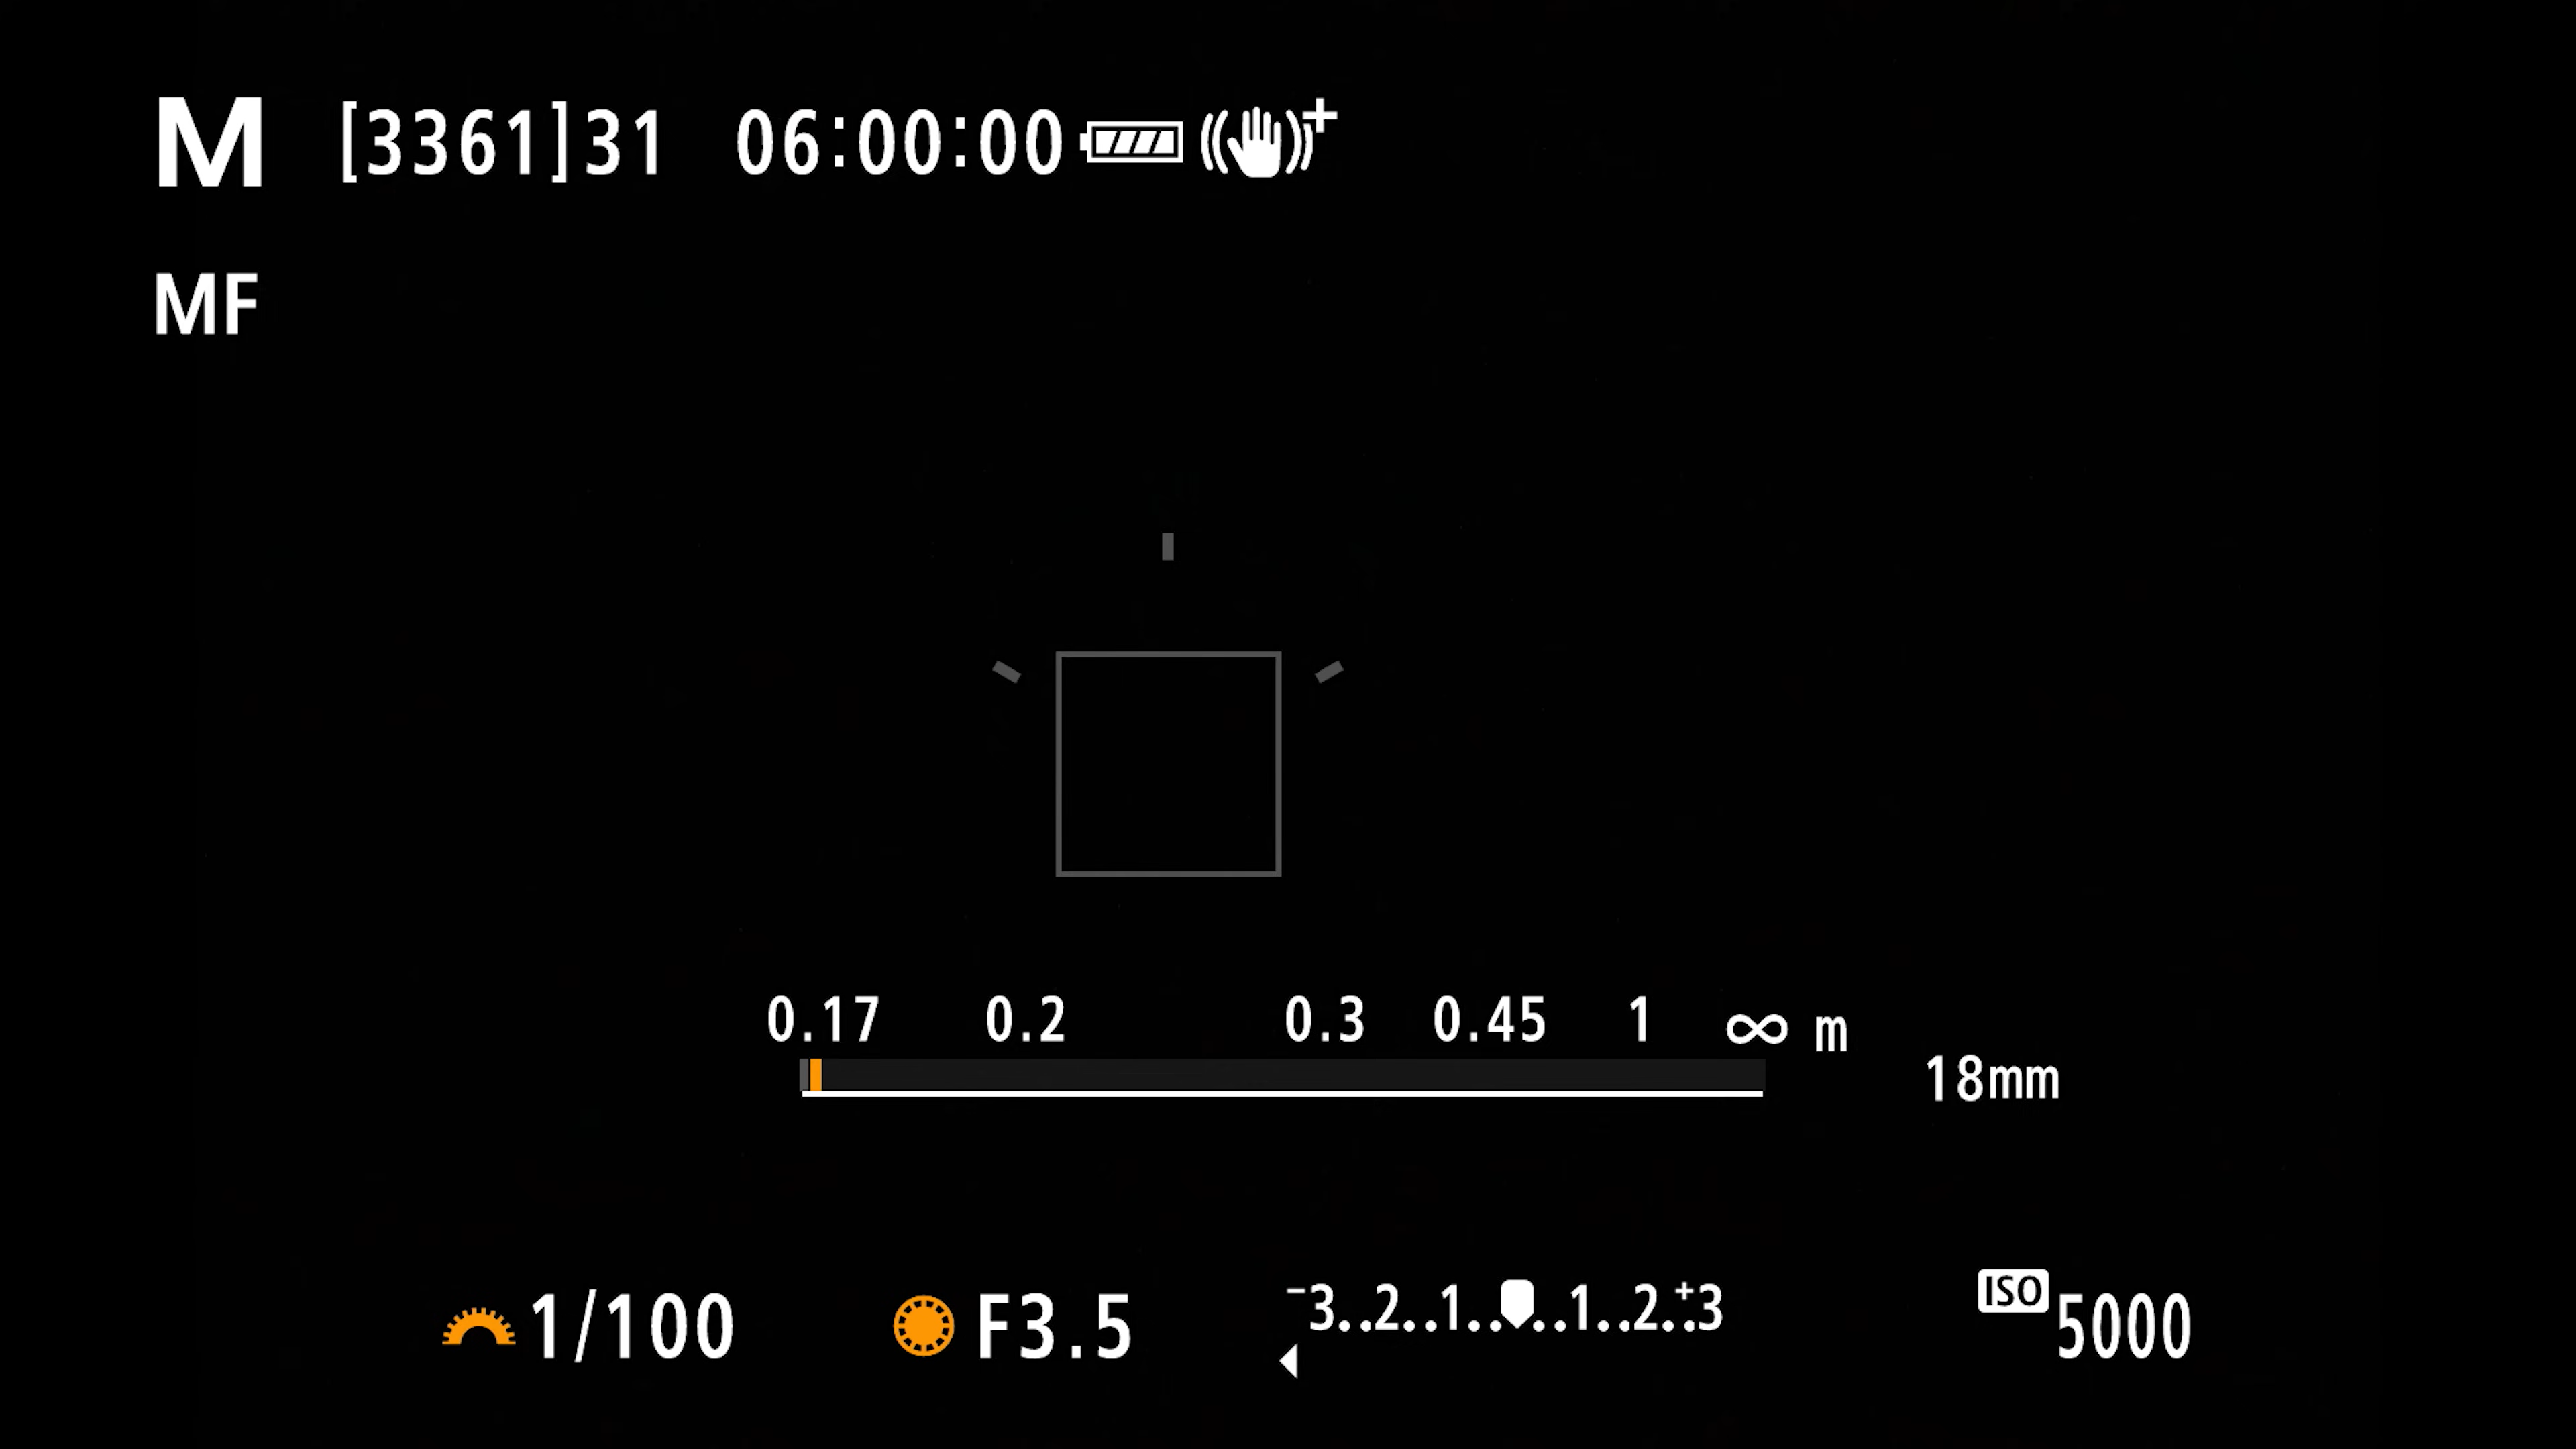 M [3361]31 06:00:00
MF
0.17 0.2 0.3 0.45 1 ∞ m
18mm
1/100 F3.5 -3..2..1..​..1..2..+3 ISO 5000